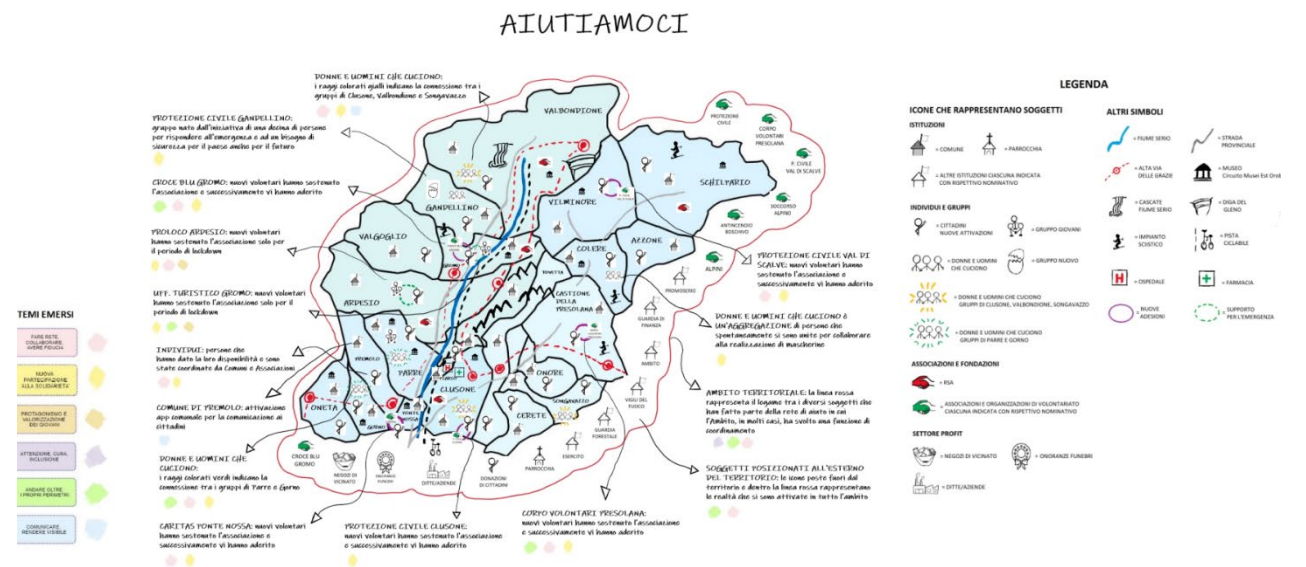 AIUTIAMOCI
DONNE E UOMINI CHE CUCIONO:
i raggi colorati gialli indicano la connessione tra i
gruppi di Clusone, Valbondione e Songavazzo
PROTEZIONE CIVILE GANDELLINO:
gruppo nato dall'iniziativa di una decina di persone
per rispondere all'emergenza e ad un bisogno di
sicurezza per il paese anche per il futuro
CROCE BLU GROMO: nuovi volontari hanno sostenuto
l'associazione e successivamente vi hanno aderito
PROLOCO ARDESIO: nuovi volontari
hanno sostenuto l'associazione solo per
il periodo di lockdown
UFF. TURISTICO GROMO: nuovi volontari
hanno sostenuto l'associazione solo per il
periodo di lockdown
INDIVIDUI: persone che
hanno dato la loro disponibilità e sono
state coordinate da Comuni e Associazioni
COMUNE DI PREMOLO: attivazione
app comunale per la comunicazione ai
cittadini
DONNE E UOMINI CHE
CUCIONO:
i raggi colorati verdi indicano la
connessione tra i gruppi di Parre e Gorno
CARITAS PONTE NOSSA: nuovi volontari
hanno sostenuto l'associazione e
successivamente vi hanno aderito
PROTEZIONE CIVILE CLUSONE:
nuovi volontari hanno sostenuto l'associazione
e successivamente vi hanno aderito
CORPO VOLONTARI PRESOLANA:
nuovi volontari hanno sostenuto l'associazione
e successivamente vi hanno aderito
PROTEZIONE CIVILE VAL DI
SCALVE: nuovi volontari hanno
sostenuto l'associazione e
successivamente vi hanno aderito
DONNE E UOMINI CHE CUCIONO è
UN'AGGREGAZIONE di persone che
spontaneamente si sono unite per collaborare
alla realizzazione di mascherine
AMBITO TERRITORIALE: la linea rossa
rappresenta il legame tra i diversi soggetti che
han fatto parte della rete di aiuto in cui
l'Ambito, in molti casi, ha svolto una funzione di
coordinamento
SOGGETTI POSIZIONATI ALL'ESTERNO
DEL TERRITORIO: le icone poste fuori dal
territorio e dentro la linea rossa rappresentano
le realtà che si sono attivate in tutto l'ambito
VALBONDIONE
SCHILPARIO
GANDELLINO
VILMINORE
VALGOGLIO
COLERE
AZZONE
GROMO
ARDESIO
CASTIONE
DELLA
PRESOLANA
PREMOLO
PARRE
CLUSONE
ONORE
SONGAVAZZO
ONETA
GORNO
PONTE
NOSSA
CERETE
PROTEZIONE
CIVILE
CORPO
VOLONTARI
PRESOLANA
P. CIVILE
VAL DI SCALVE
SOCCORSO
ALPINO
ANTINCENDIO
BOSCHIVO
ALPINI
PROMOSERIO
GUARDIA DI
FINANZA
AMBITO
VIGILI DEL
FUOCO
GUARDIA
FORESTALE
ESERCITO
PARROCCHIA
DONAZIONI
DI CITTADINI
DITTE/AZIENDE
ONORANZE
FUNEBRI
NEGOZI DI
VICINATO
CROCE BLU
GROMO
TEMI EMERSI
FARE RETE,
COLLABORARE,
AVERE FIDUCIA
NUOVA
PARTECIPAZIONE
ALLA SOLIDARIETÀ
PROTAGONISMO E
VALORIZZAZIONE
DEI GIOVANI
ATTENZIONE, CURA,
INCLUSIONE
ANDARE OLTRE
I PROPRI PERIMETRI
COMUNICARE,
RENDERE VISIBILE
LEGENDA
ICONE CHE RAPPRESENTANO SOGGETTI
ISTITUZIONI
= COMUNE
= PARROCCHIA
= ALTRE ISTITUZIONI CIASCUNA INDICATA
CON RISPETTIVO NOMINATIVO
INDIVIDUI E GRUPPI
= CITTADINI
NUOVE ATTIVAZIONI
= GRUPPO GIOVANI
= DONNE E UOMINI
CHE CUCIONO
= GRUPPO NUOVO
= DONNE E UOMINI CHE CUCIONO
GRUPPI DI CLUSONE, VALBONDIONE, SONGAVAZZO
= DONNE E UOMINI CHE CUCIONO
GRUPPI DI PARRE E GORNO
ASSOCIAZIONI E FONDAZIONI
= RSA
= ASSOCIAZIONI E ORGANIZZAZIONI DI VOLONTARIATO
CIASCUNA INDICATA CON RISPETTIVO NOMINATIVO
SETTORE PROFIT
= NEGOZI DI VICINATO
= ONORANZE FUNEBRI
= DITTE/AZIENDE
ALTRI SIMBOLI
= FIUME SERIO
= STRADA
PROVINCIALE
= ALTA VIA
DELLE GRAZIE
= MUSEO
Circuito Musei Est Orobie
= CASCATE
FIUME SERIO
= DIGA DEL
GLENO
= IMPIANTO
SCIISTICO
= PISTA
CICLABILE
H = OSPEDALE
= FARMACIA
= NUOVE
ADESIONI
= SUPPORTO
PER L'EMERGENZA